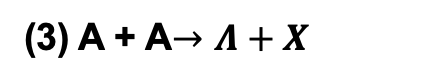 (3) A + A→ Λ + X